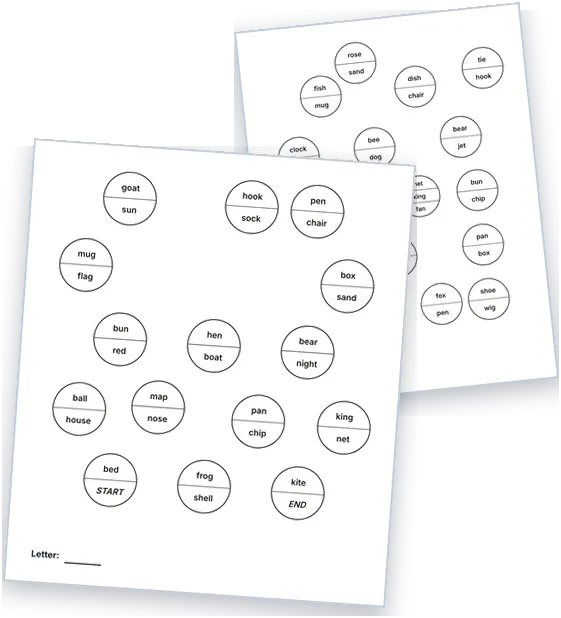 rose
sand
tie
hook
fish
mug
dish
chair
bear
jet
bee
dog
clock
bun
chip
fan
pan
box
fox
pen
shoe
wig
goat
sun
hook
sock
pen
chair
mug
flag
box
sand
bun
red
hen
boat
bear
night
ball
house
map
nose
pan
chip
king
net
bed
START
frog
shell
kite
END
Letter: